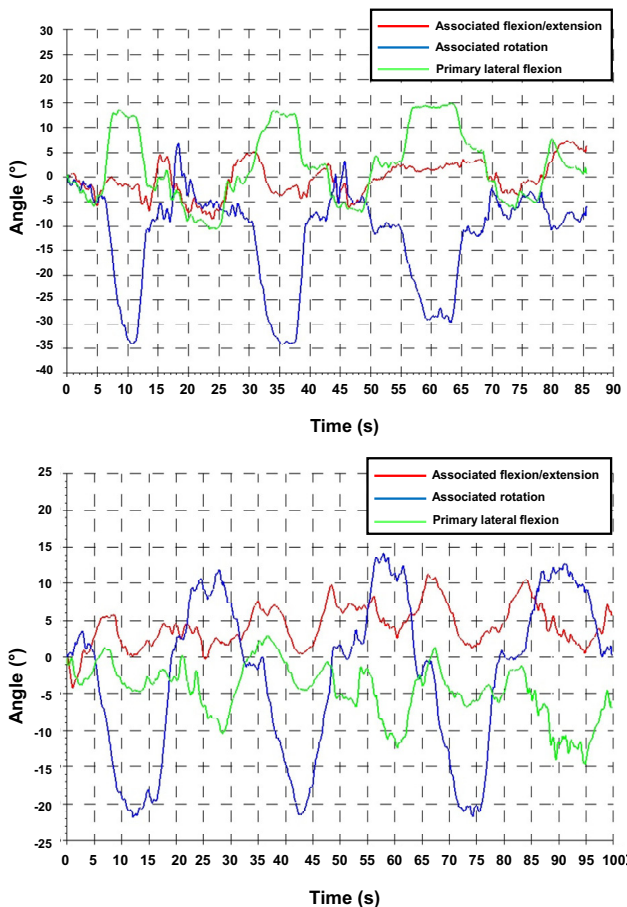 30
25
20
15
10
5
0
-5
-10
-15
-20
-25
-30
-35
-40
Angle (°)
Associated flexion/extension
Associated rotation
Primary lateral flexion
0 5 10 15 20 25 30 35 40 45 50 55 60 65 70 75 80 85 90
Time (s)
25
20
15
10
5
0
-5
-10
-15
-20
-25
Angle (°)
Associated flexion/extension
Associated rotation
Primary lateral flexion
0 5 10 15 20 25 30 35 40 45 50 55 60 65 70 75 80 85 90 95 100
Time (s)